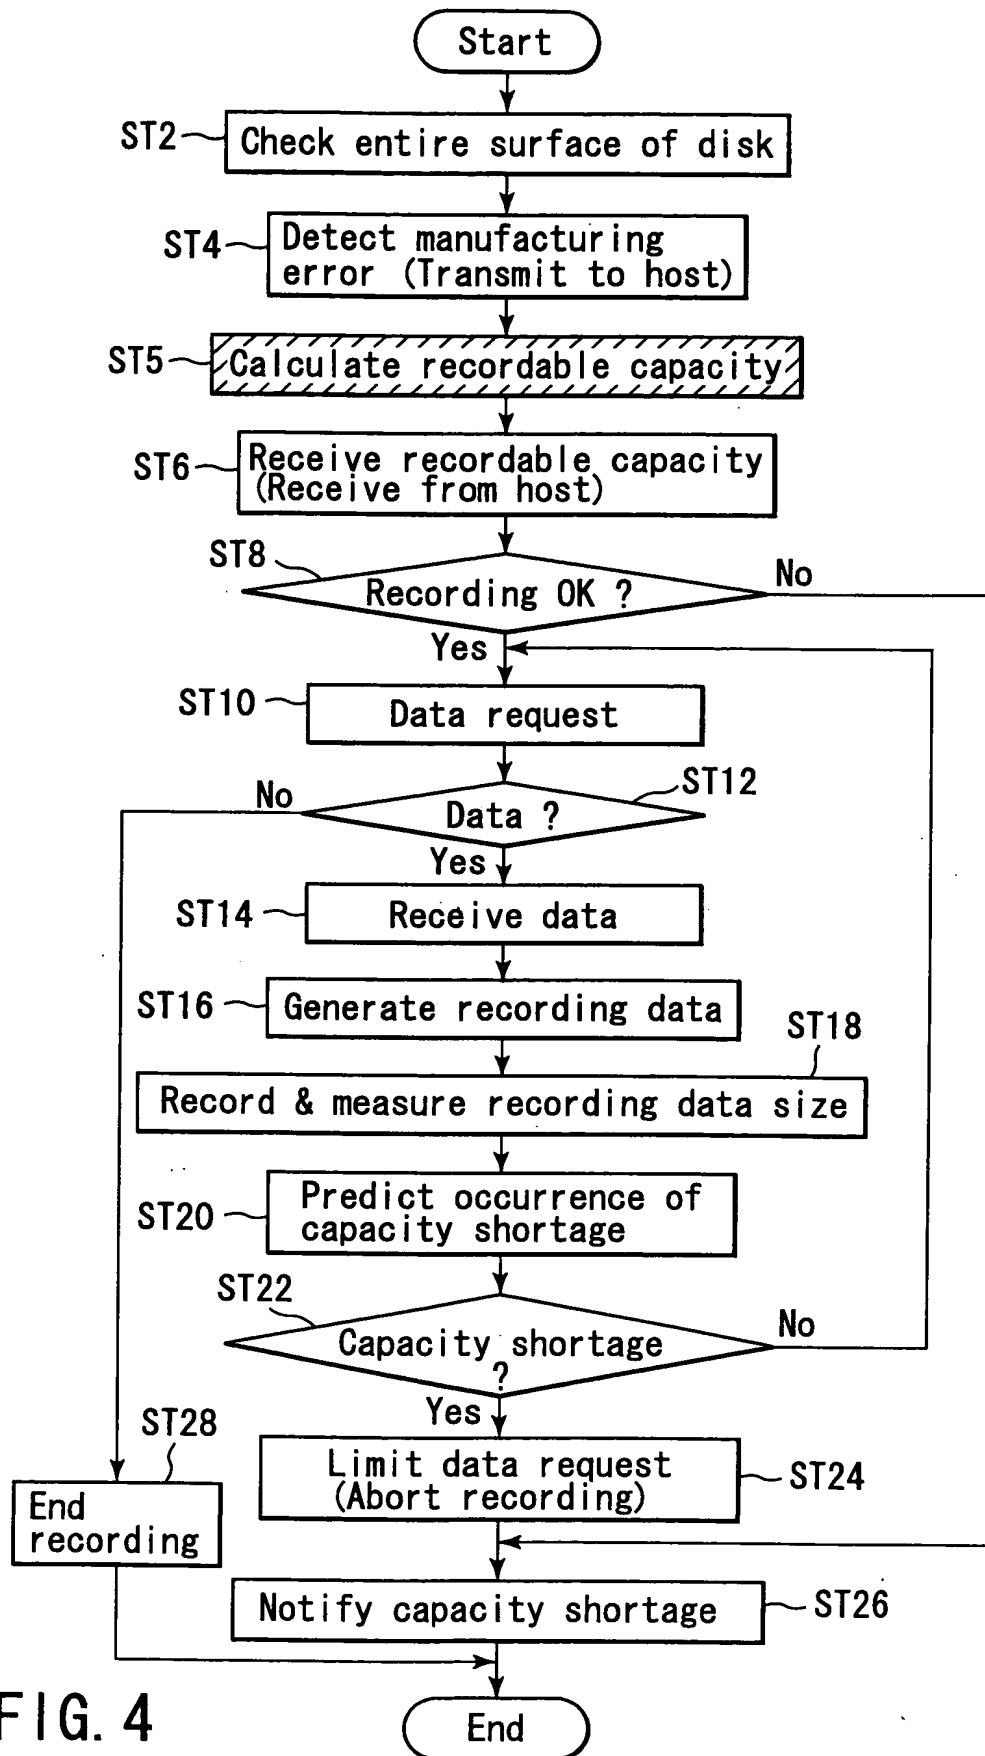 Start
ST2
Check entire surface of disk
ST4
Detect manufacturing
error (Transmit to host)
ST5
Calculate recordable capacity
ST6
Receive recordable capacity
(Receive from host)
ST8
Recording OK ?
No
Yes
ST10
Data request
ST12
No
Data ?
Yes
ST14
Receive data
ST16
Generate recording data
ST18
Record & measure recording data size
ST20
Predict occurrence of
capacity shortage
ST22
Capacity shortage
?
No
Yes
ST28
End
recording
Limit data request
(Abort recording)
ST24
Notify capacity shortage
ST26
End
FIG. 4